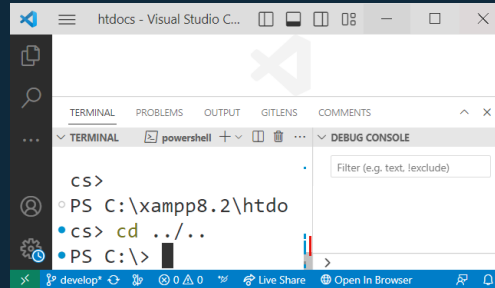 htdocs - Visual Studio C...
TERMINAL PROBLEMS OUTPUT GITLENS COMMENTS
TERMINAL powershell
DEBUG CONSOLE
Filter (e.g. text, !exclude)
cs>
PS C:\xampp8.2\htdo
cs> cd ../..
PS C:\>
>
develop* 0 0 Live Share Open In Browser